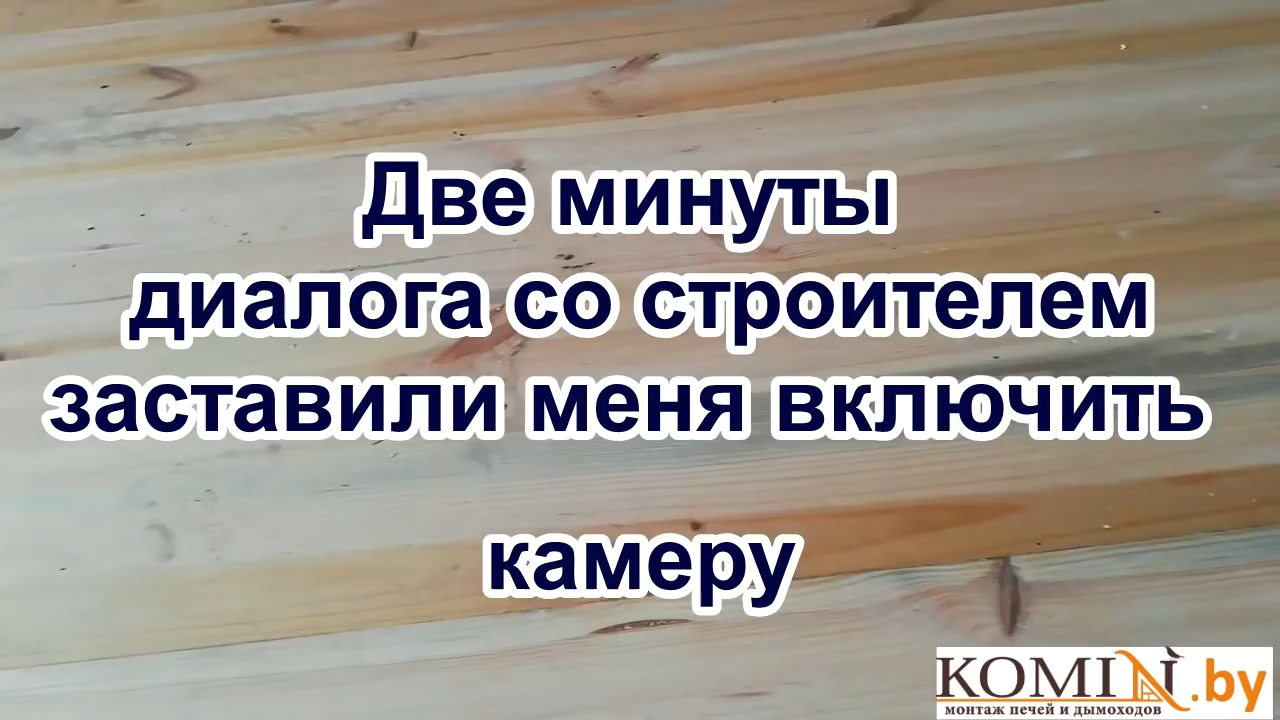 Две минуты
диалога со строителем
заставили меня включить
камеру
KOMIN.by
монтаж печей и дымоходов